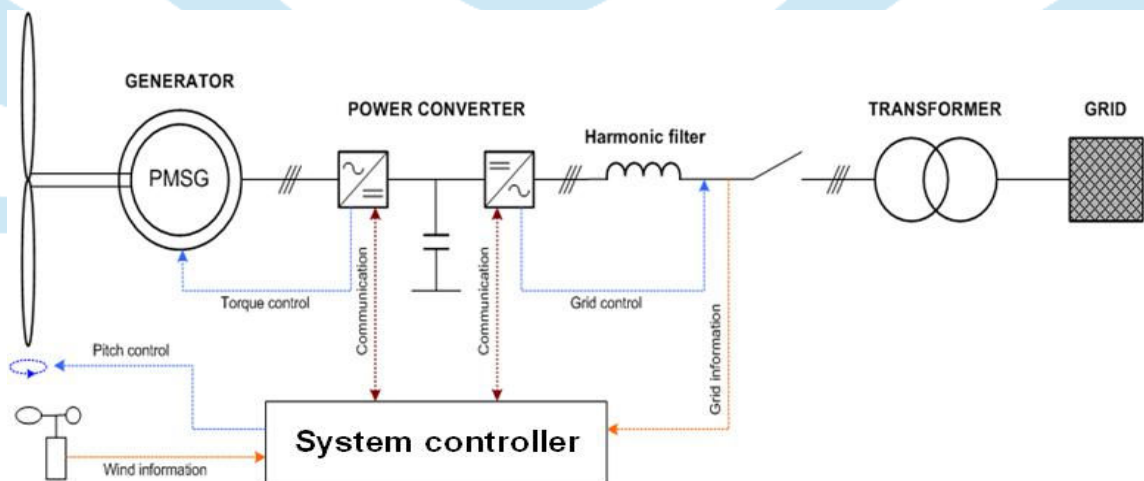 GENERATOR
POWER CONVERTER
Harmonic filter
TRANSFORMER
GRID
PMSG
Torque control
Communication
Communication
Grid control
Grid information
Pitch control
System controller
Wind information